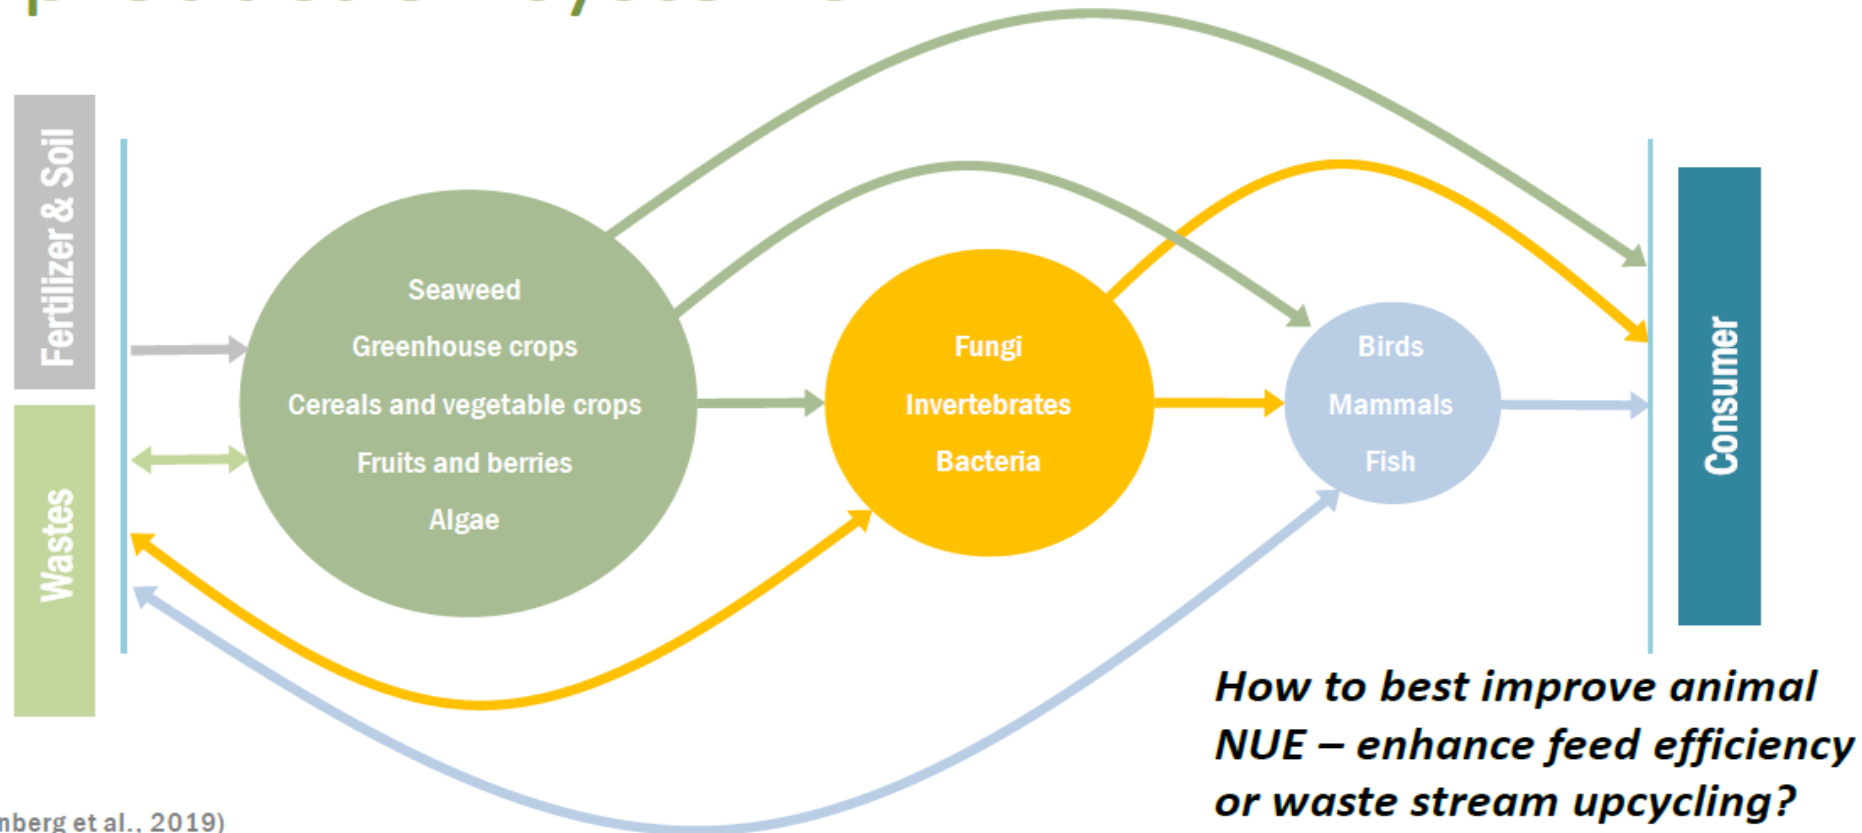 Fertilizer & Soil
Wastes
Seaweed
Greenhouse crops
Cereals and vegetable crops
Fruits and berries
Algae
Fungi
Invertebrates
Bacteria
Birds
Mammals
Fish
Consumer
How to best improve animal
NUE – enhance feed efficiency
or waste stream upcycling?
et al., 2019)